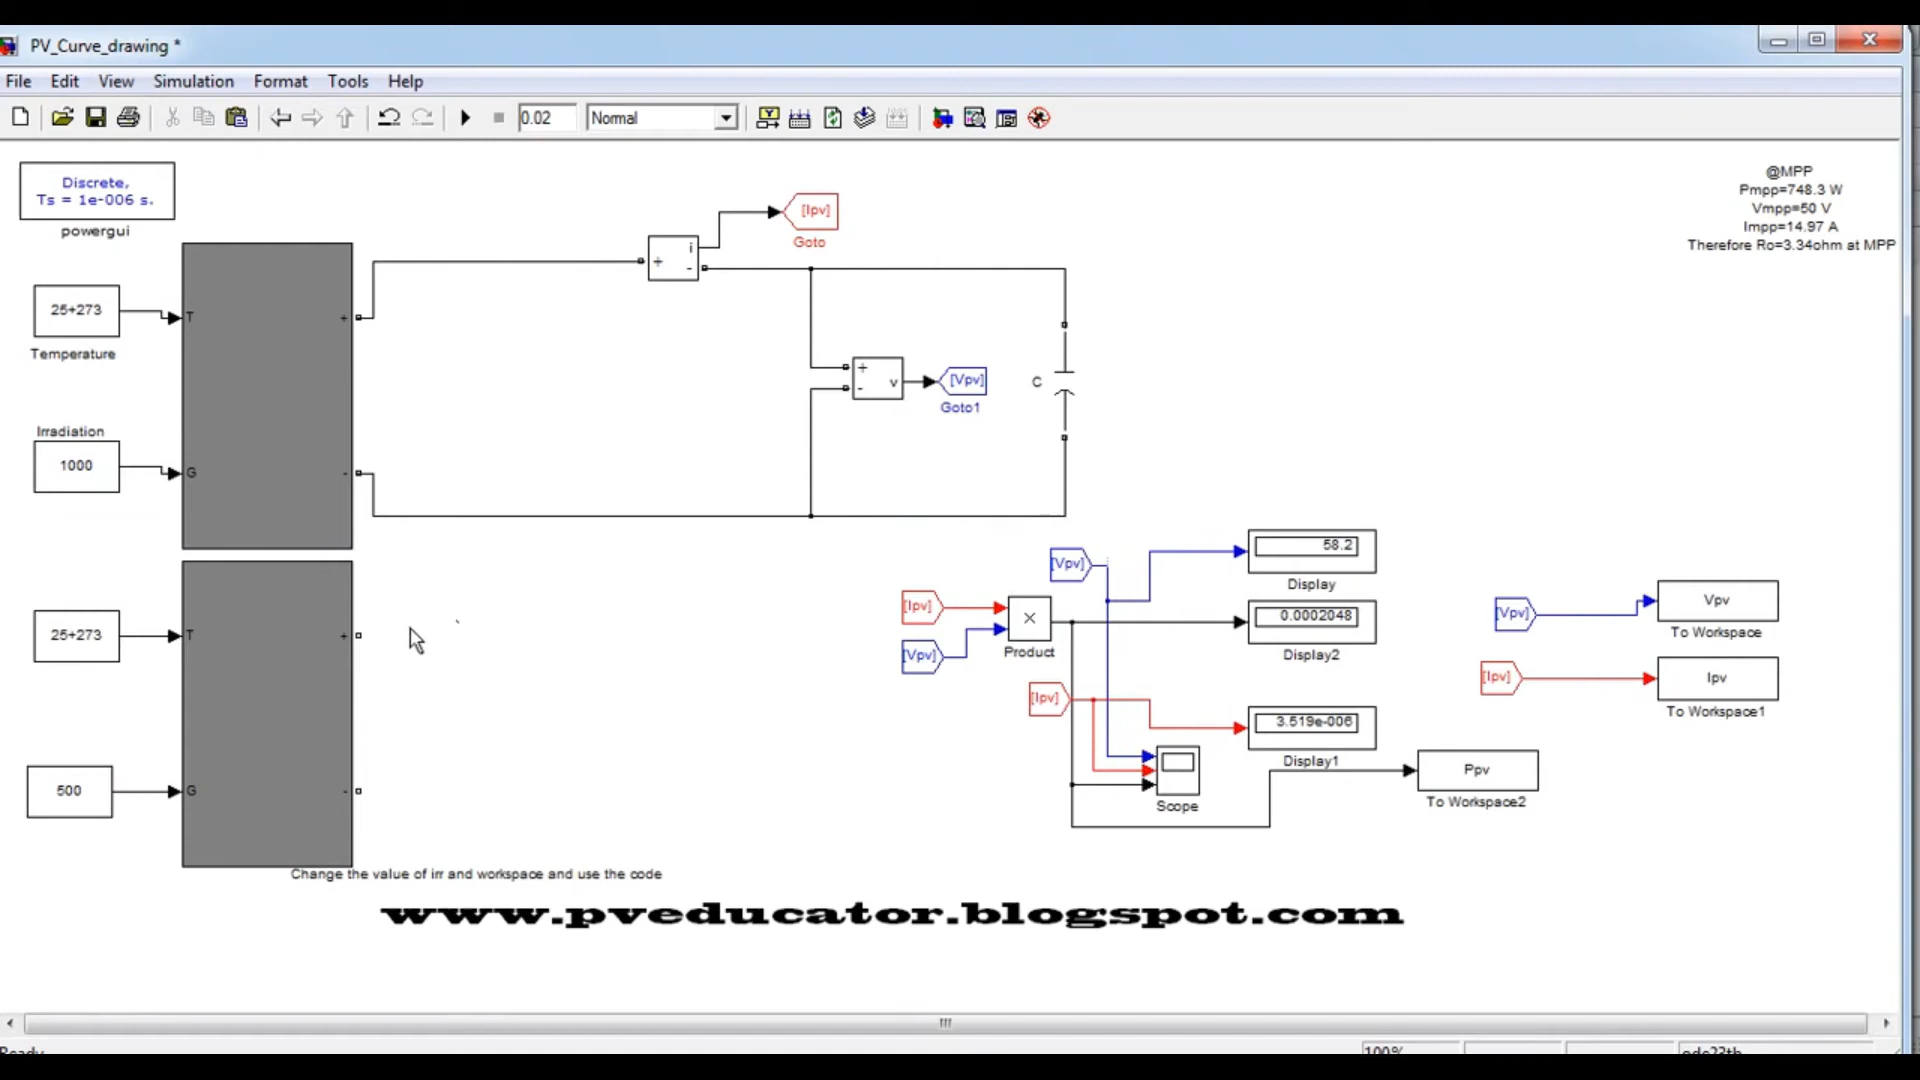 PV_Curve_drawing *
File Edit View Simulation Format Tools Help
0.02 Normal
Discrete,
Ts = 1e-006 s.
powergui
@MPP
Pmpp=748.3 W
Vmpp=50 V
Impp=14.97 A
Therefore Ro=3.34ohm at MPP
[Ipv]
Goto
i
+
-
25+273
Temperature
T
+
+
-
v
[Vpv]
Goto1
C
Irradiation
1000
G
-
[Vpv]
58.2
Display
[Ipv]
×
Product
0.0002048
Display2
[Vpv]
[Vpv]
Vpv
To Workspace
25+273
T
+
[Ipv]
3.519e-006
Display1
[Ipv]
Ipv
To Workspace1
Scope
Ppv
To Workspace2
500
G
-
Change the value of irr and workspace and use the code
www.pveducator.blogspot.com
Ready
100%